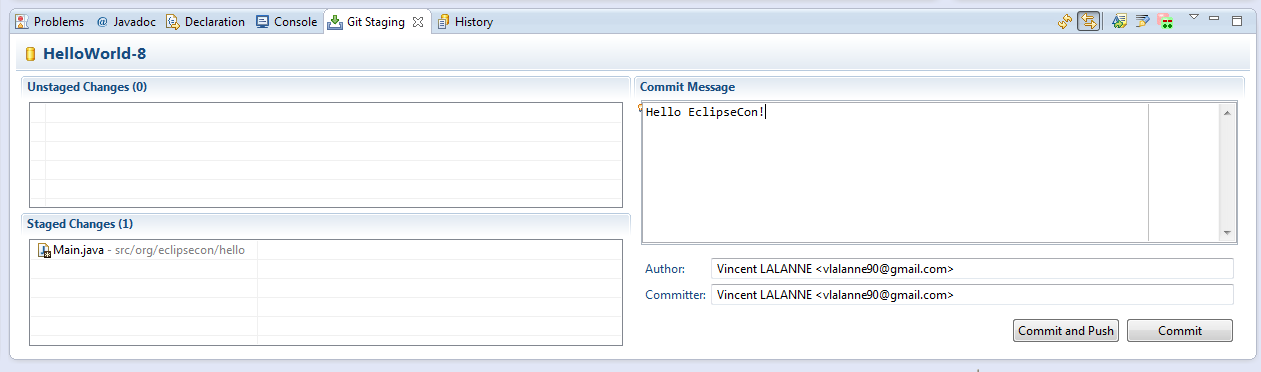 Problems @ Javadoc Declaration Console Git Staging History
HelloWorld-8
Unstaged Changes (0)
Commit Message
Hello EclipseCon!
Staged Changes (1)
Main.java - src/org/eclipsecon/hello
Author: Vincent LALANNE <vlalanne90@gmail.com>
Committer: Vincent LALANNE <vlalanne90@gmail.com>
Commit and Push Commit